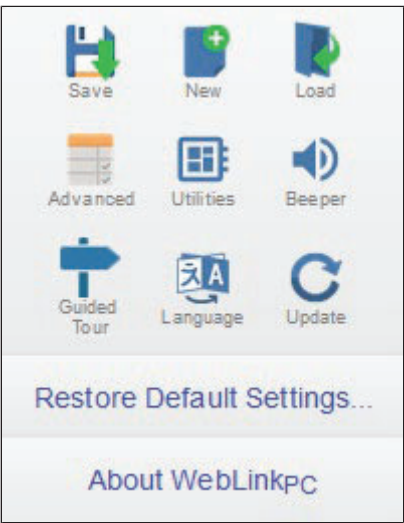 Save New Load
Advanced Utilities Beeper
Guided Tour Language Update
Restore Default Settings...
About WebLinkPC